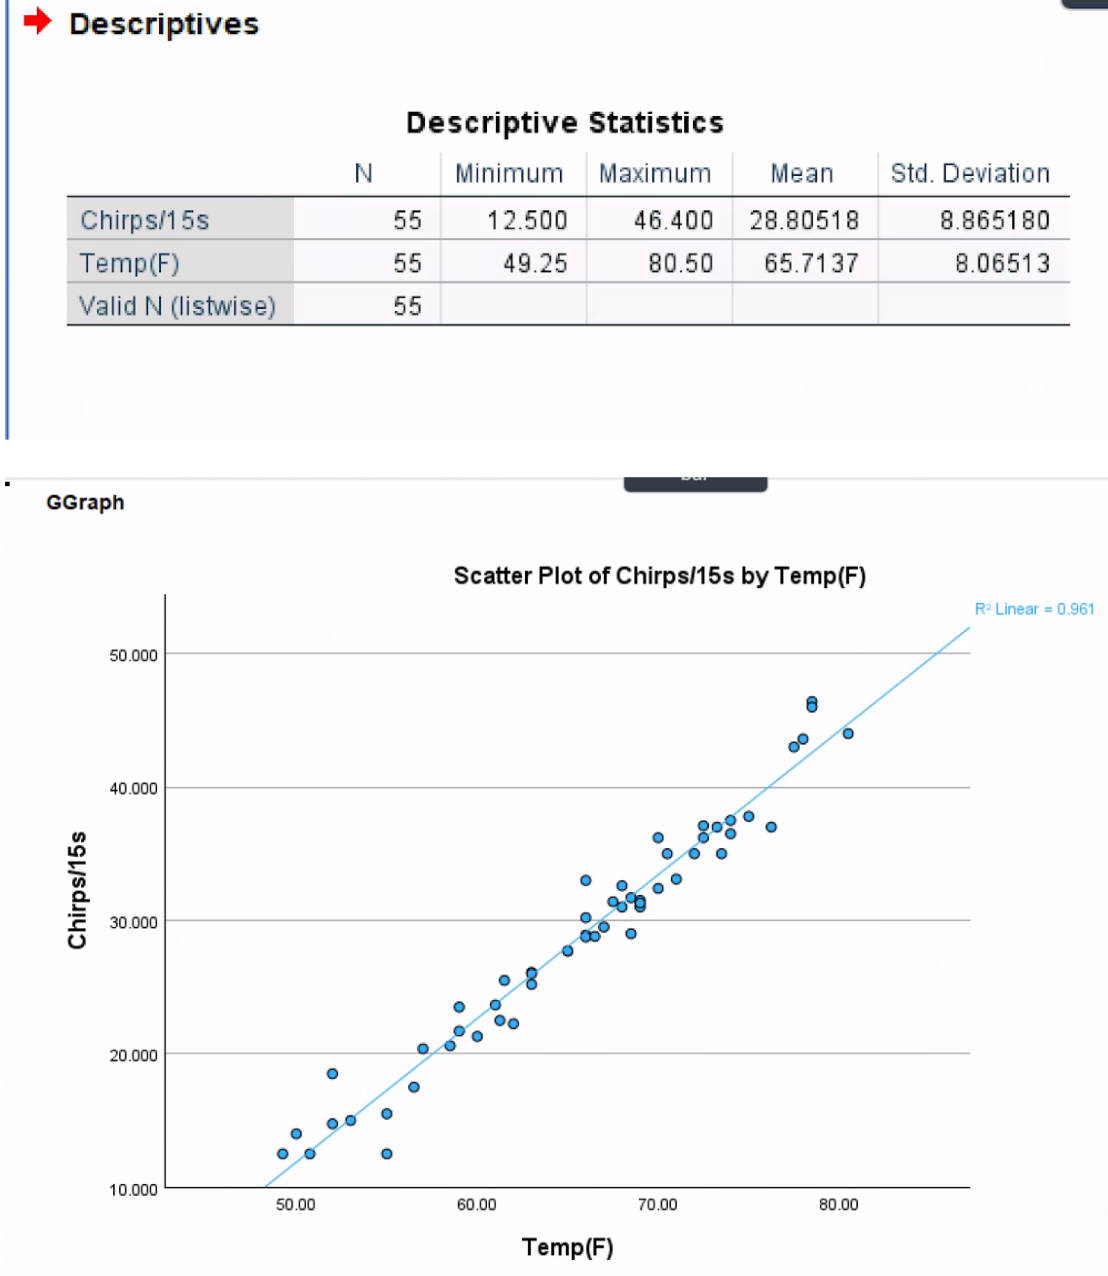 Descriptives
Descriptive Statistics
N Minimum Maximum Mean Std. Deviation
Chirps/15s 55 12.500 46.400 28.80518 8.865180
Temp(F) 55 49.25 80.50 65.7137 8.06513
Valid N (listwise) 55
GGraph
Scatter Plot of Chirps/15s by Temp(F)
R² Linear = 0.961
50.000
40.000
30.000
20.000
10.000
Chirps/15s
50.00 60.00 70.00 80.00
Temp(F)